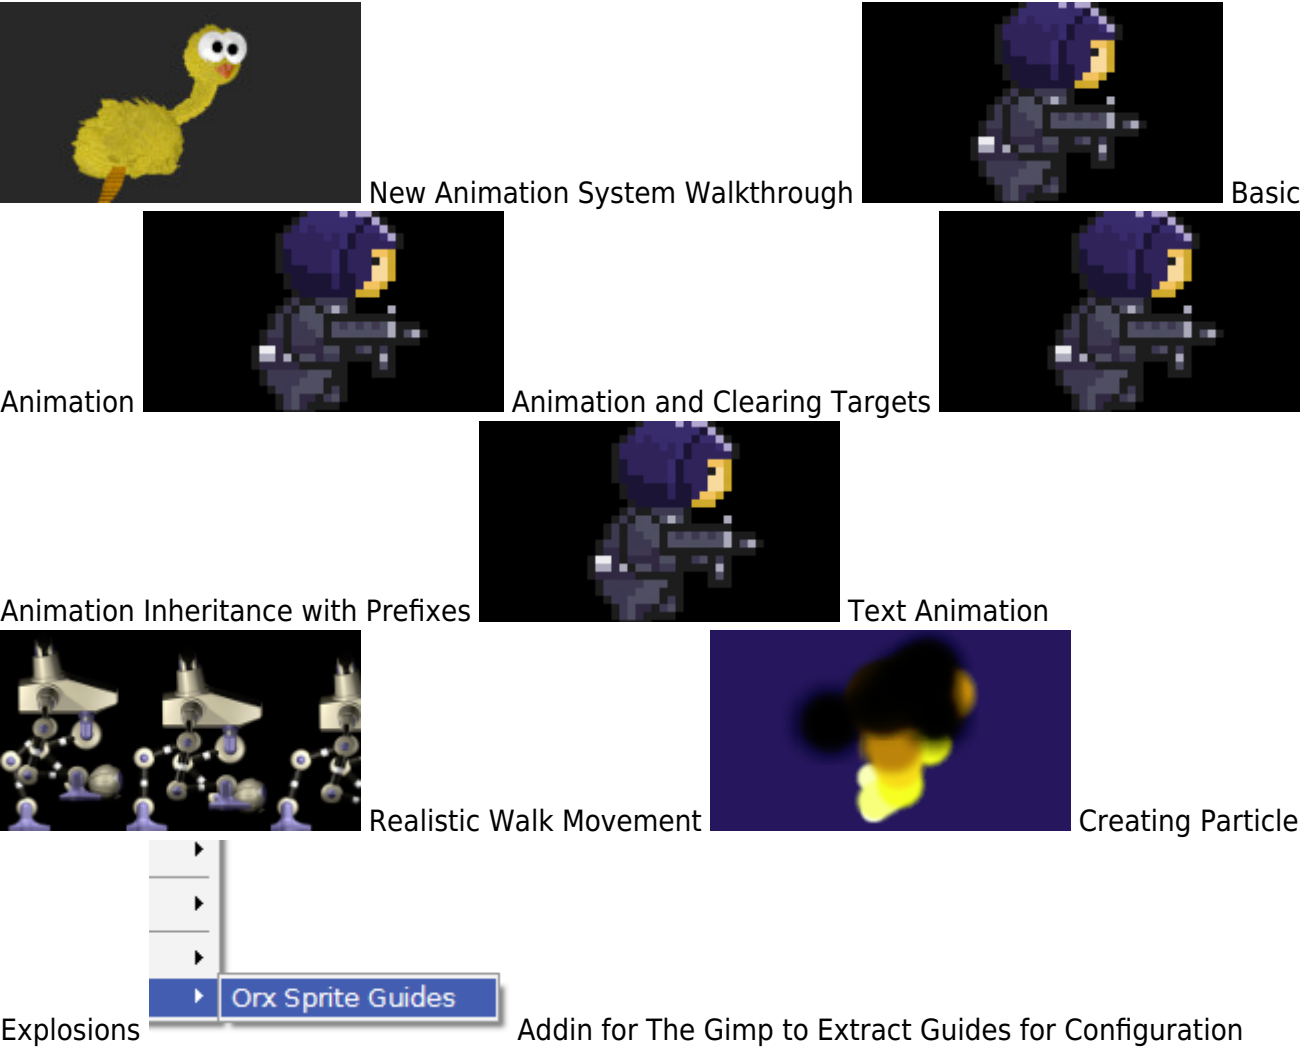 New Animation System Walkthrough Basic
Animation Animation and Clearing Targets
Animation Inheritance with Prefixes Text Animation
Realistic Walk Movement Creating Particle
Orx Sprite Guides
Explosions Addin for The Gimp to Extract Guides for Configuration